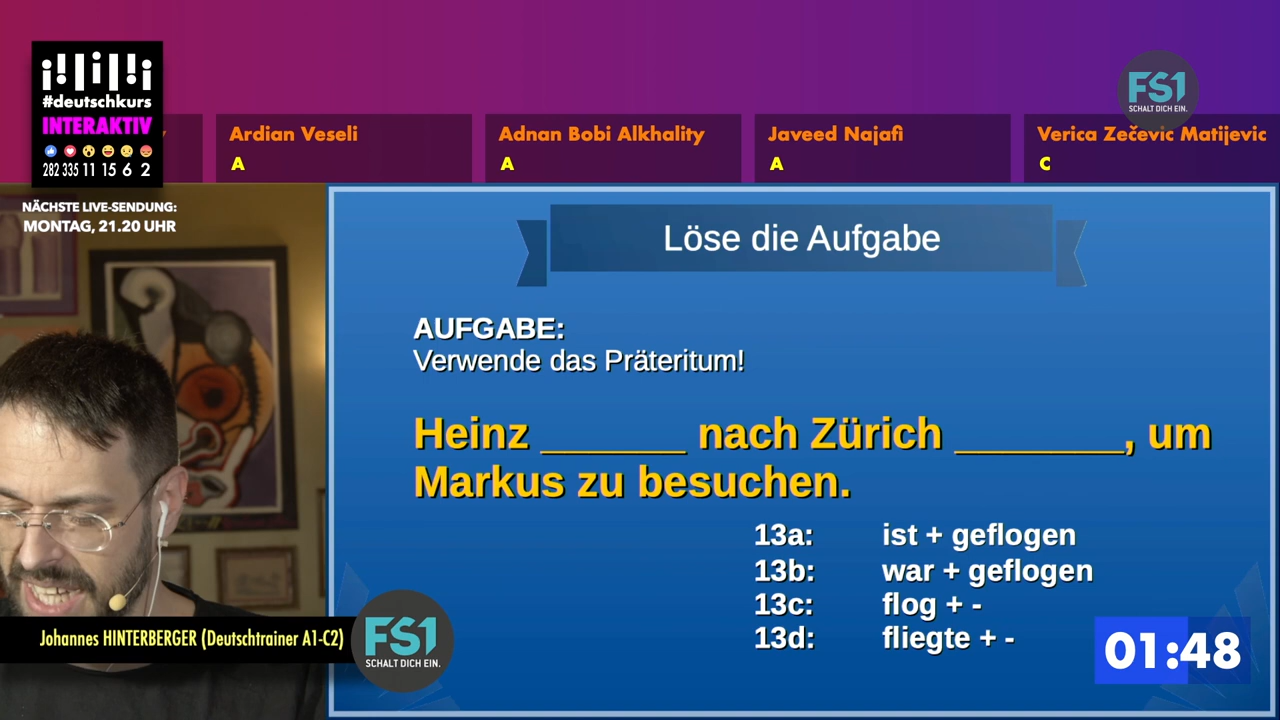 #deutschkurs
INTERAKTIV
282 335 11 15 6 2
NÄCHSTE LIVE-SENDUNG:
MONTAG, 21.20 UHR
Ardian Veseli
A
Adnan Bobi Alkhality
A
Javeed Najafi
A
Verica Zečevic Matijevic
C
FS1
SCHALT DICH EIN.
Löse die Aufgabe
AUFGABE:
Verwende das Präteritum!
Heinz ______ nach Zürich _______, um
Markus zu besuchen.
13a: ist + geflogen
13b: war + geflogen
13c: flog + -
13d: fliegte + -
01:48
Johannes HINTERBERGER (Deutschtrainer A1-C2)
FS1
SCHALT DICH EIN.